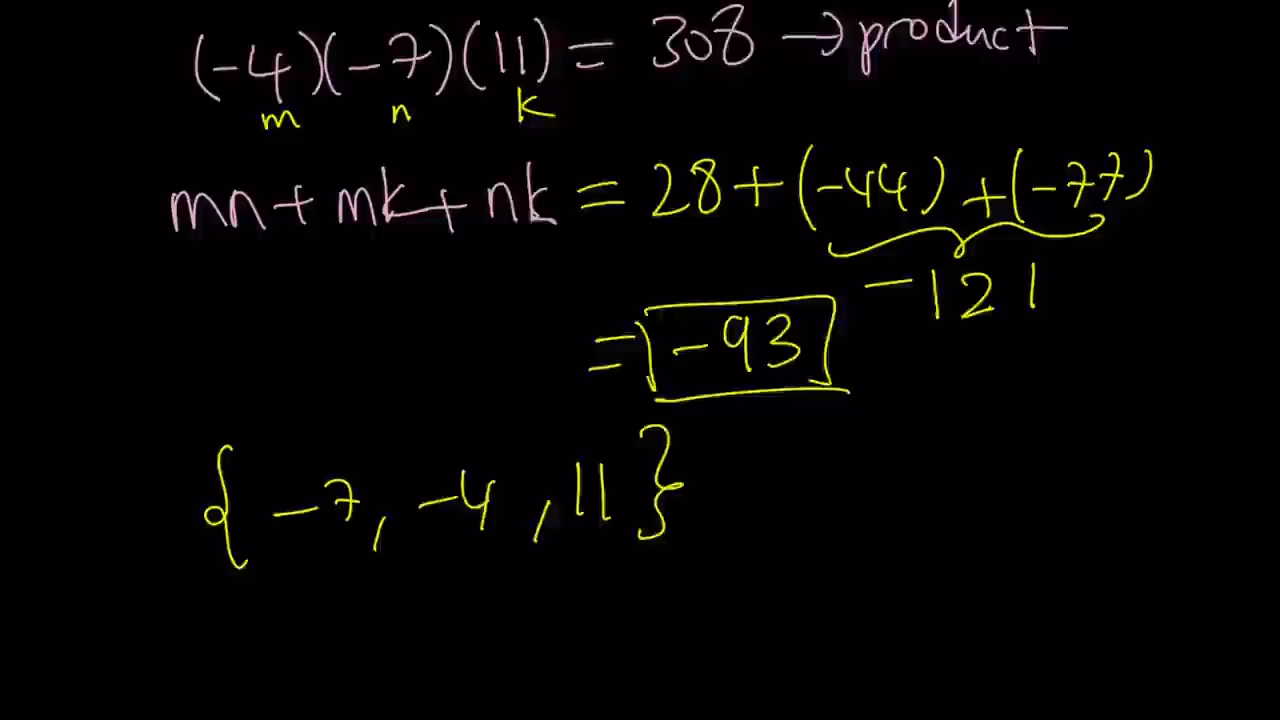 (-4)(-7)(11) = 308 → product
m n k
mn + mk + nk = 28 + (-44) + (-77)
-121
= -93
{ -7, -4, 11 }